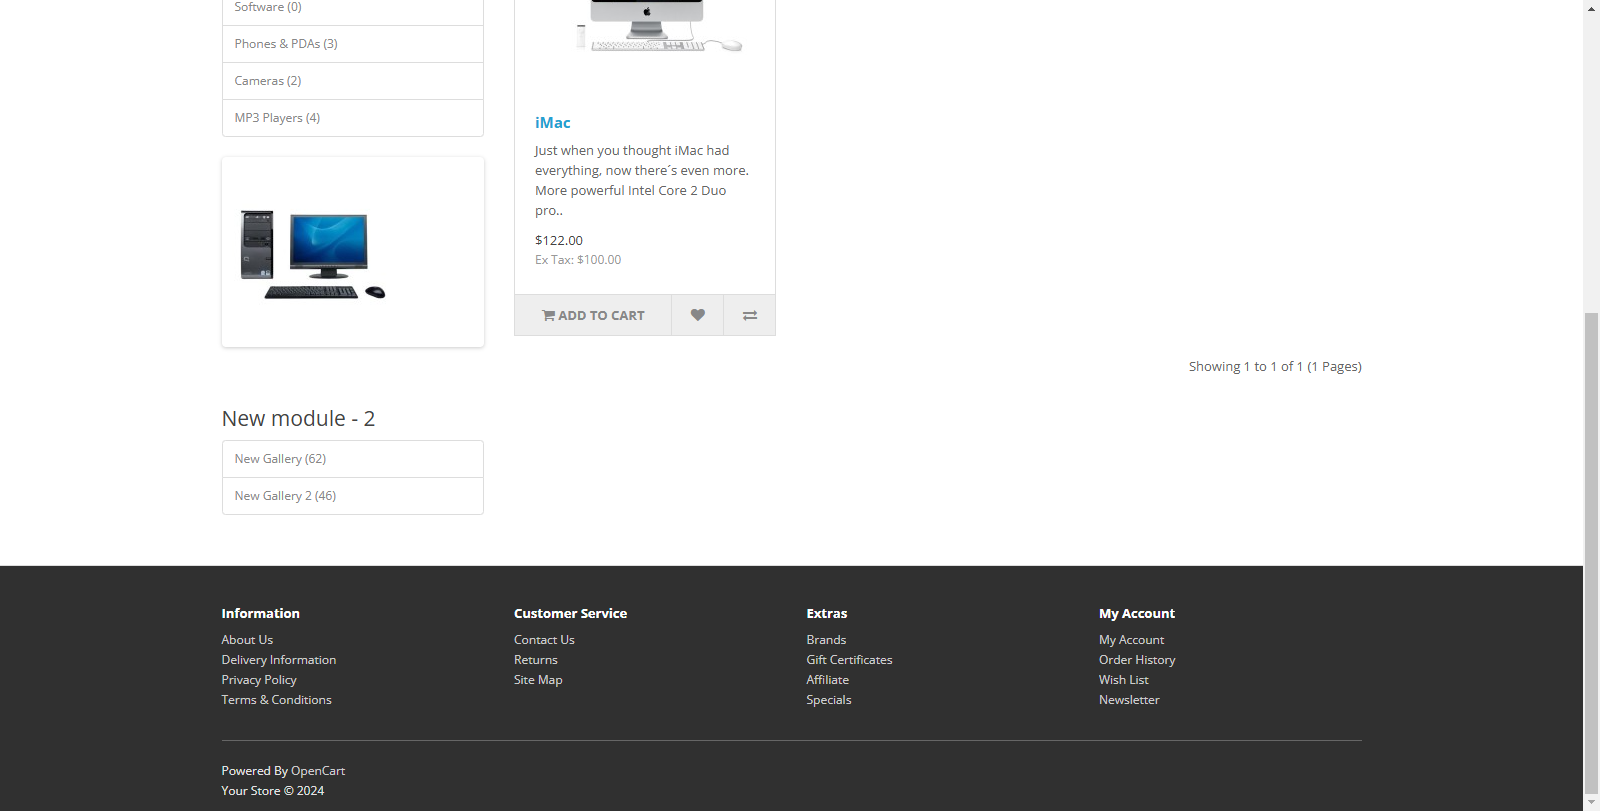 Software (0)
Phones & PDAs (3)
Cameras (2)
MP3 Players (4)
iMac
Just when you thought iMac had
everything, now there´s even more.
More powerful Intel Core 2 Duo
pro..
$122.00
Ex Tax: $100.00
ADD TO CART
Showing 1 to 1 of 1 (1 Pages)
New module - 2
New Gallery (62)
New Gallery 2 (46)
Information
About Us
Delivery Information
Privacy Policy
Terms & Conditions
Customer Service
Contact Us
Returns
Site Map
Extras
Brands
Gift Certificates
Affiliate
Specials
My Account
My Account
Order History
Wish List
Newsletter
Powered By OpenCart
Your Store © 2024